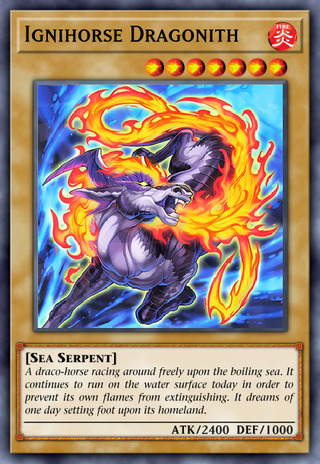 Ignihorse Dragonith
FIRE
炎
[Sea Serpent]
A draco-horse racing around freely upon the boiling sea. It
continues to run on the water surface today in order to
prevent its own flames from extinguishing. It dreams of
one day setting foot upon its homeland.
ATK/2400 DEF/1000